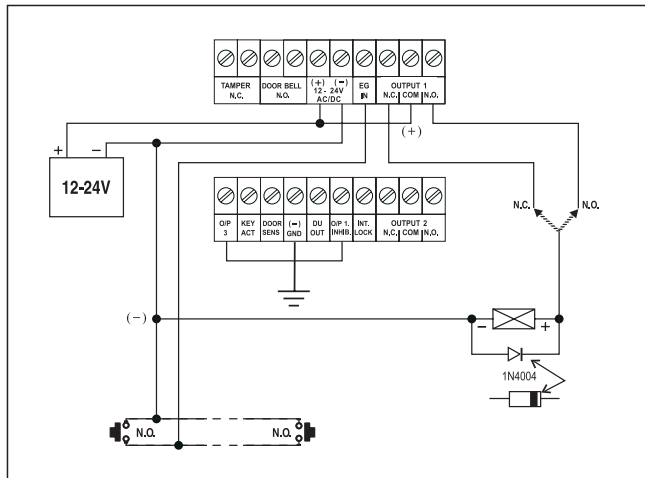 (+) (−)
TAMPER DOOR BELL 12 - 24V EG OUTPUT 1
N.C. N.O. AC/DC IN N.C. COM N.O.
(+)
+ −
12-24V
N.C. N.O.
O/P KEY DOOR (−) DU O/P 1. INT. OUTPUT 2
3 ACT SENS GND OUT INHIB. LOCK N.C. COM N.O.
(−)
− +
1N4004
N.O. N.O.